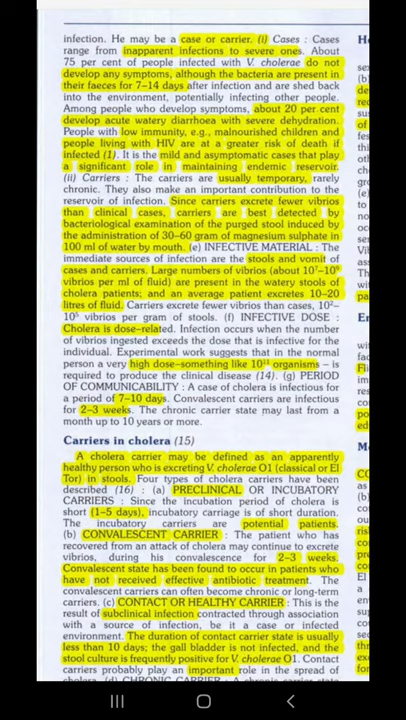 infection. He may be a case or carrier. (i) Cases : Cases
range from inapparent infections to severe ones. About
75 per cent of people infected with V. cholerae do not
develop any symptoms, although the bacteria are present in
their faeces for 7–14 days after infection and are shed back
into the environment, potentially infecting other people.
Among people who develop symptoms, about 20 per cent
develop acute watery diarrhoea with severe dehydration.
People with low immunity, e.g., malnourished children and
people living with HIV are at a greater risk of death if
infected (1). It is the mild and asymptomatic cases that play
a significant role in maintaining endemic reservoir.
(ii) Carriers : The carriers are usually temporary, rarely
chronic. They also make an important contribution to the
reservoir of infection. Since carriers excrete fewer vibrios
than clinical cases, carriers are best detected by
bacteriological examination of the purged stool induced by
the administration of 30–60 gram of magnesium sulphate in
100 ml of water by mouth. (e) INFECTIVE MATERIAL : The
immediate sources of infection are the stools and vomit of
cases and carriers. Large numbers of vibrios (about 10⁷–10⁹
vibrios per ml of fluid) are present in the watery stools of
cholera patients; and an average patient excretes 10–20
litres of fluid. Carriers excrete fewer vibrios than cases, 10²–
10⁵ vibrios per gram of stools. (f) INFECTIVE DOSE :
Cholera is dose-related. Infection occurs when the number
of vibrios ingested exceeds the dose that is infective for the
individual. Experimental work suggests that in the normal
person a very high dose–something like 10¹¹ organisms – is
required to produce the clinical disease (14). (g) PERIOD
OF COMMUNICABILITY : A case of cholera is infectious for
a period of 7–10 days. Convalescent carriers are infectious
for 2–3 weeks. The chronic carrier state may last from a
month up to 10 years or more.
Carriers in cholera (15)
A cholera carrier may be defined as an apparently
healthy person who is excreting V. cholerae O1 (classical or El
Tor) in stools. Four types of cholera carriers have been
described (16) : (a) PRECLINICAL OR INCUBATORY
CARRIERS : Since the incubation period of cholera is
short (1–5 days), incubatory carriage is of short duration.
The incubatory carriers are potential patients.
(b) CONVALESCENT CARRIER : The patient who has
recovered from an attack of cholera may continue to excrete
vibrios, during his convalescence for 2–3 weeks.
Convalescent state has been found to occur in patients who
have not received effective antibiotic treatment. The
convalescent carriers can often become chronic or long-term
carriers. (c) CONTACT OR HEALTHY CARRIER : This is the
result of subclinical infection contracted through association
with a source of infection, be it a case or infected
environment. The duration of contact carrier state is usually
less than 10 days; the gall bladder is not infected, and the
stool culture is frequently positive for V. cholerae O1. Contact
carriers probably play an important role in the spread of